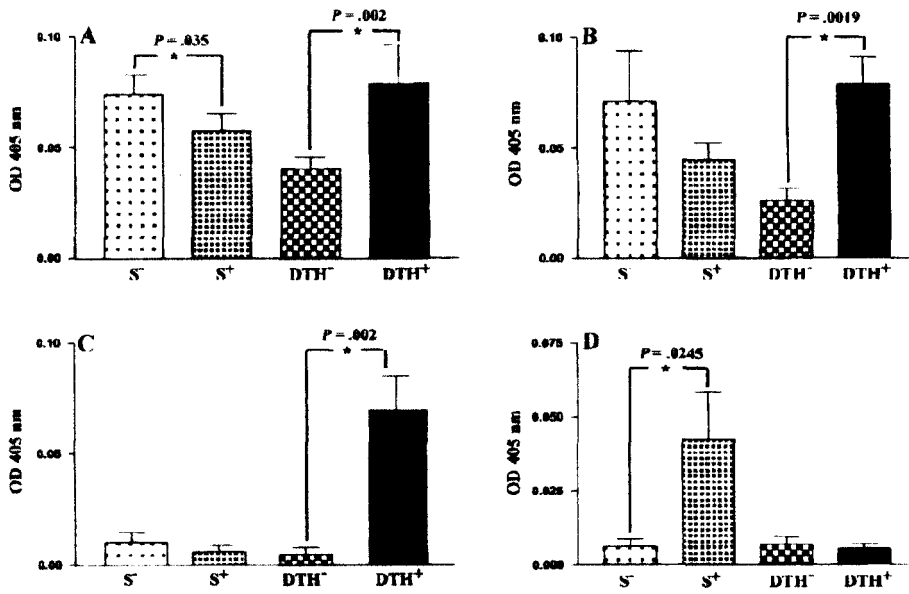 A
P = .035
*
P = .002
*
OD 405 nm
0.10
0.05
0.00
S-
S+
DTH-
DTH+
B
P = .0019
*
OD 405 nm
0.10
0.05
0.00
S-
S+
DTH-
DTH+
C
P = .002
*
OD 405 nm
0.10
0.05
0.00
S-
S+
DTH-
DTH+
D
P = .0245
*
OD 405 nm
0.075
0.050
0.025
0.000
S-
S+
DTH-
DTH+